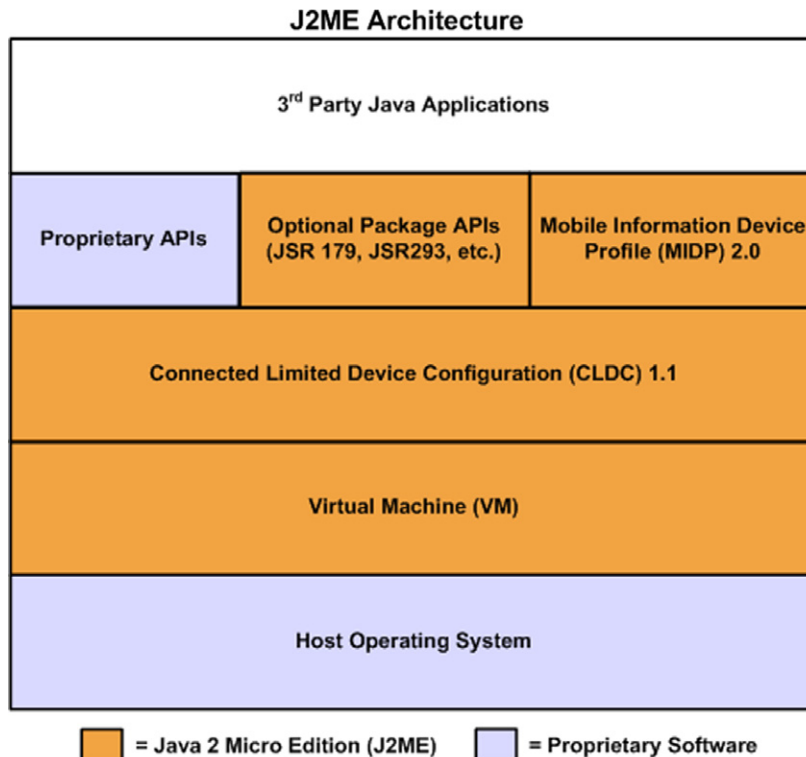 J2ME Architecture
3rd Party Java Applications
Proprietary APIs
Optional Package APIs
(JSR 179, JSR293, etc.)
Mobile Information Device
Profile (MIDP) 2.0
Connected Limited Device Configuration (CLDC) 1.1
Virtual Machine (VM)
Host Operating System
= Java 2 Micro Edition (J2ME)
= Proprietary Software